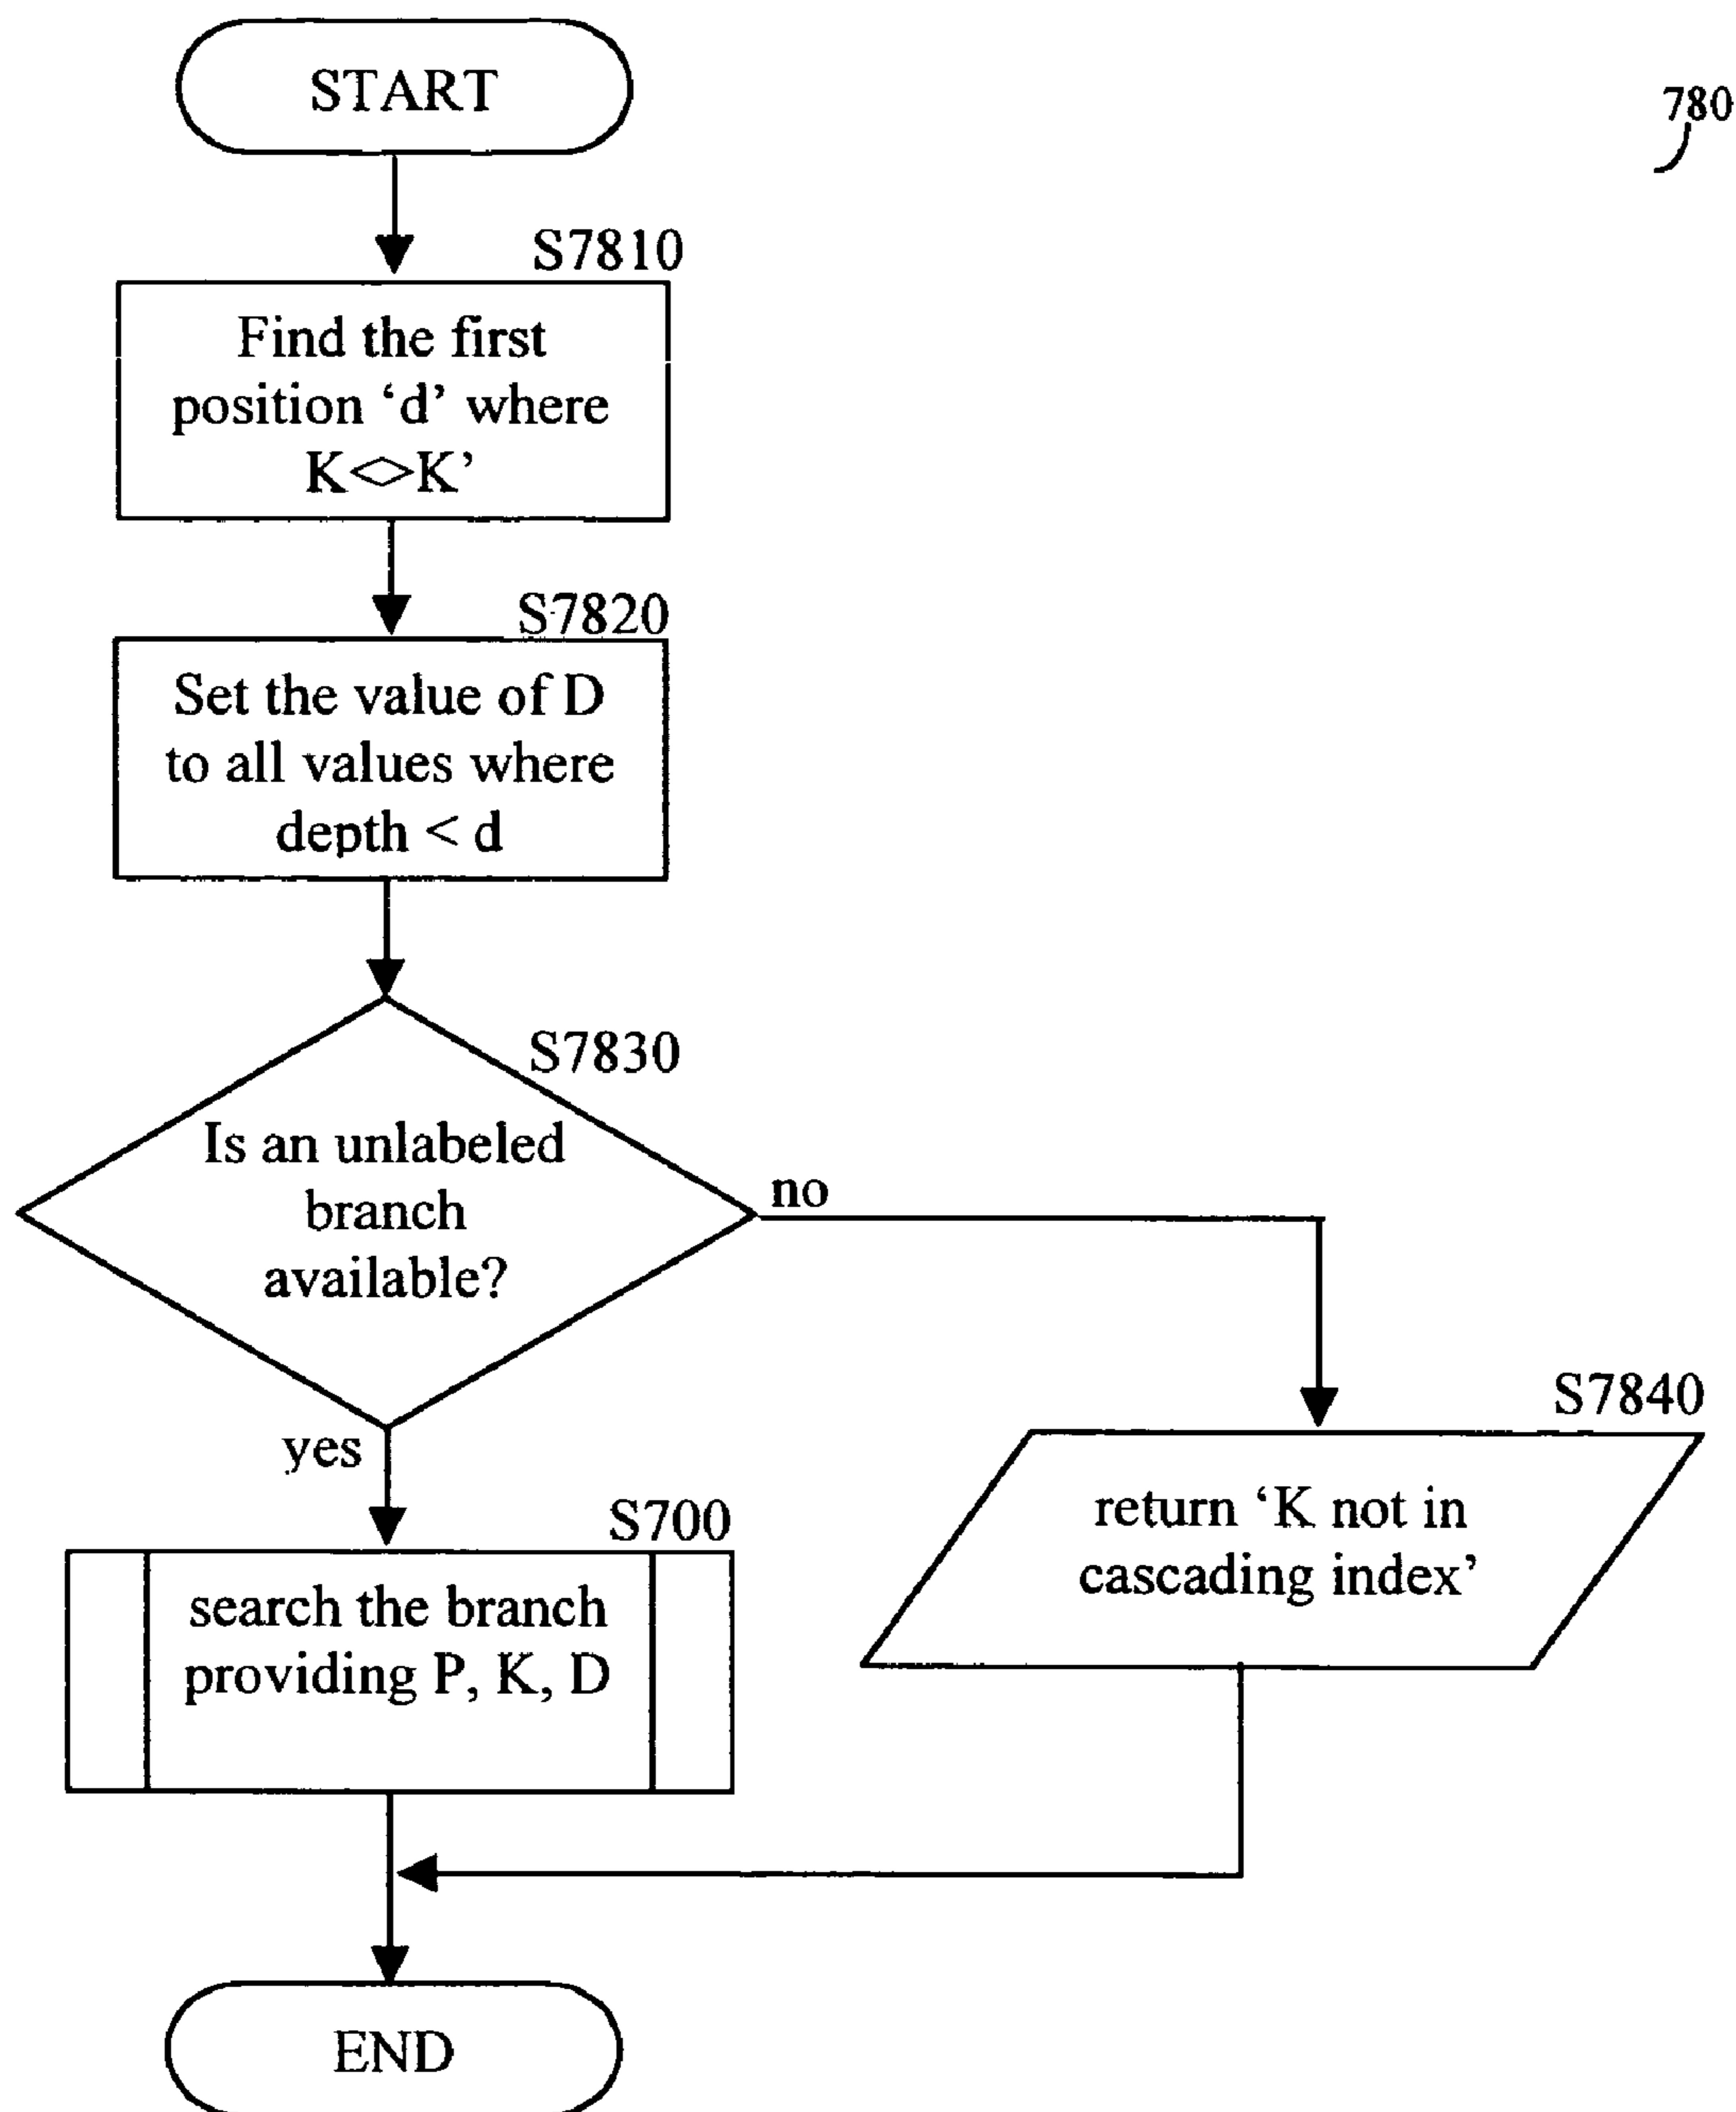 START
780
S7810
Find the first
position ‘d’ where
K<>K’
S7820
Set the value of D
to all values where
depth < d
S7830
Is an unlabeled
branch
available?
no
yes
S7840
return ‘K not in
cascading index’
S700
search the branch
providing P, K, D
END